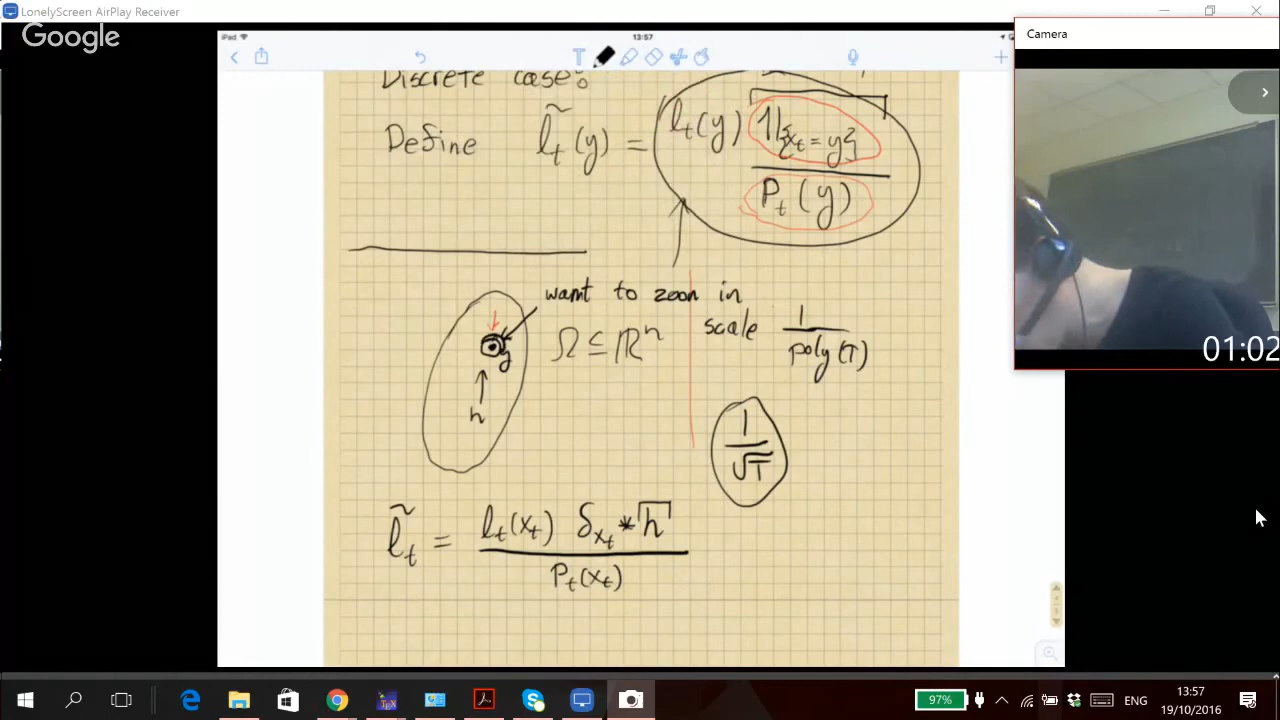 LonelyScreen AirPlay Receiver
Google
iPad 13:57
Camera
Discrete case:
Define l̃_t(y) = l_t(y) 𝟙{x_t = y} / P_t(y)
want to zoom in
scale 1/poly(T)
Ω ⊆ ℝⁿ
y
h
1/√T
l̃_t = l_t(x_t) δ_{x_t} * h / P_t(x_t)
01:02
97%
ENG
13:57
19/10/2016